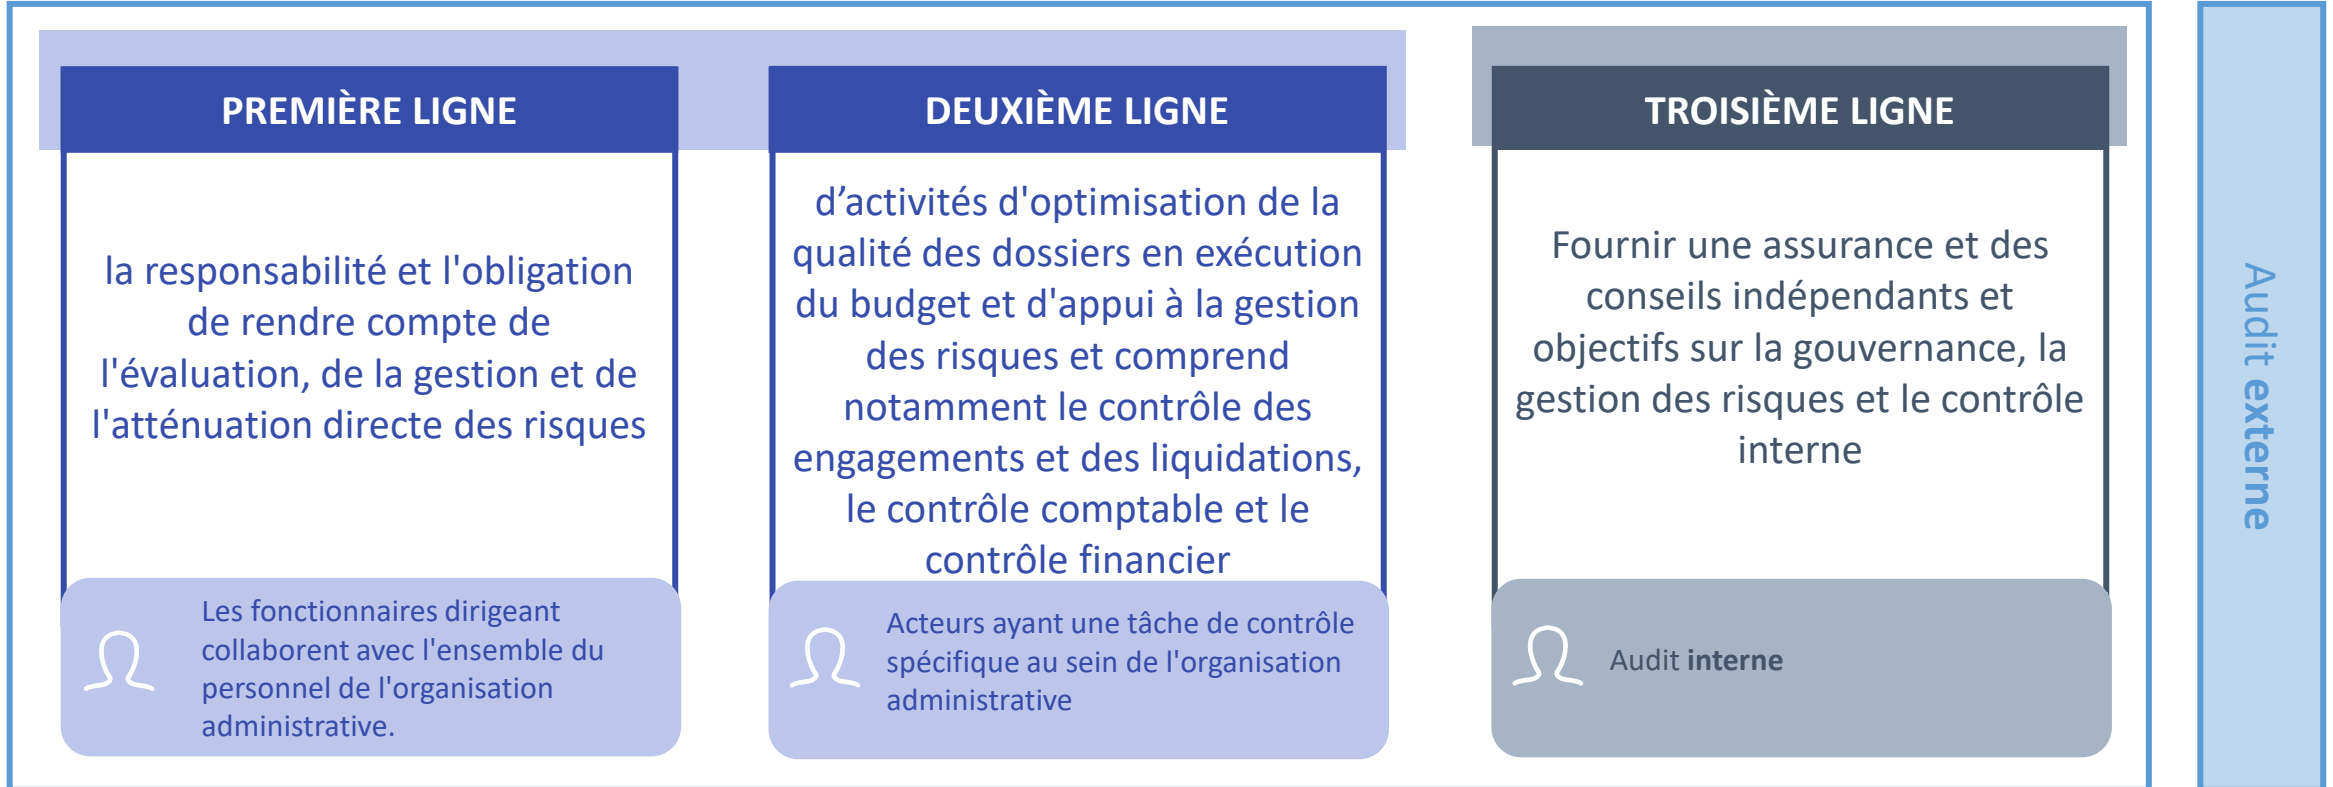 PREMIÈRE LIGNE
la responsabilité et l'obligation
de rendre compte de
l'évaluation, de la gestion et de
l'atténuation directe des risques
Les fonctionnaires dirigeant
collaborent avec l'ensemble du
personnel de l'organisation
administrative.
DEUXIÈME LIGNE
d’activités d'optimisation de la
qualité des dossiers en exécution
du budget et d'appui à la gestion
des risques et comprend
notamment le contrôle des
engagements et des liquidations,
le contrôle comptable et le
contrôle financier
Acteurs ayant une tâche de contrôle
spécifique au sein de l'organisation
administrative
TROISIÈME LIGNE
Fournir une assurance et des
conseils indépendants et
objectifs sur la gouvernance, la
gestion des risques et le contrôle
interne
Audit interne
Audit externe